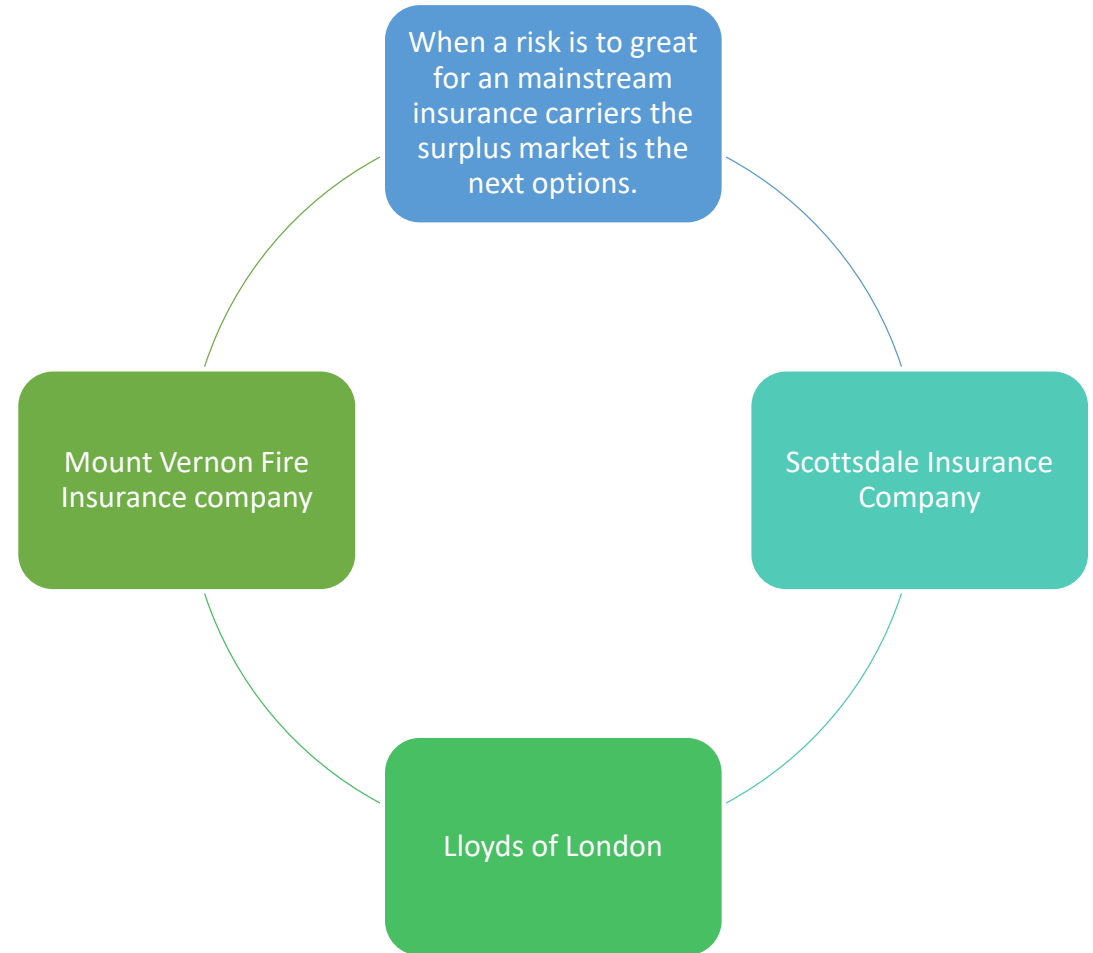 When a risk is to great
for an mainstream
insurance carriers the
surplus market is the
next options.
Mount Vernon Fire
Insurance company
Scottsdale Insurance
Company
Lloyds of London